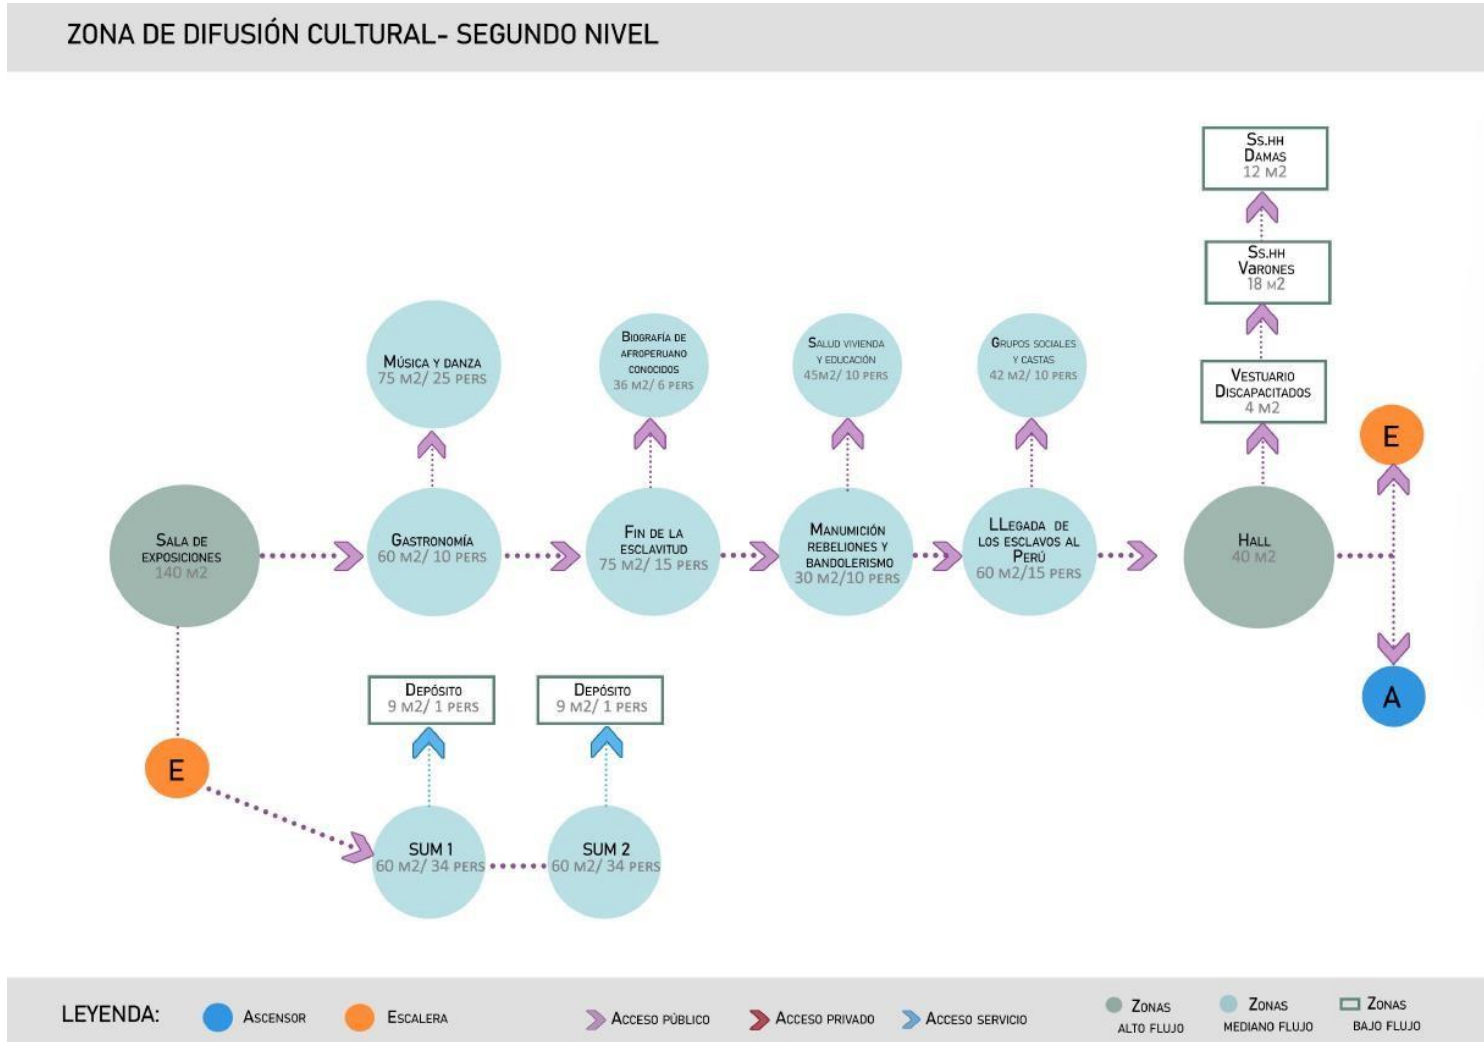 ZONA DE DIFUSIÓN CULTURAL- SEGUNDO NIVEL
SS.HH
DAMAS
12 M2
SS.HH
VARONES
18 M2
VESTUARIO
DISCAPACITADOS
4 M2
MÚSICA Y DANZA
75 M2/ 25 PERS
BIOGRAFÍA DE
AFROPERUANO
CONOCIDOS
36 M2/ 6 PERS
SALUD VIVIENDA
Y EDUCACIÓN
45M2/ 10 PERS
GRUPOS SOCIALES
Y CASTAS
42 M2/ 10 PERS
E
SALA DE
EXPOSICIONES
140 M2
GASTRONOMÍA
60 M2/ 10 PERS
FIN DE LA
ESCLAVITUD
75 M2/ 15 PERS
MANUMICIÓN
REBELIONES Y
BANDOLERISMO
30 M2/10 PERS
LLEGADA DE
LOS ESCLAVOS AL
PERÚ
60 M2/15 PERS
HALL
40 M2
A
DEPÓSITO
9 M2/ 1 PERS
DEPÓSITO
9 M2/ 1 PERS
E
SUM 1
60 M2/ 34 PERS
SUM 2
60 M2/ 34 PERS
LEYENDA:
ASCENSOR
ESCALERA
ACCESO PÚBLICO
ACCESO PRIVADO
ACCESO SERVICIO
ZONAS
ALTO FLUJO
ZONAS
MEDIANO FLUJO
ZONAS
BAJO FLUJO